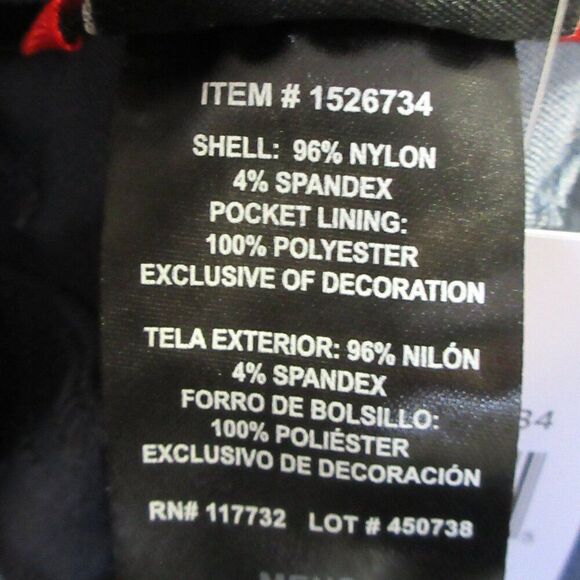 ITEM # 1526734
SHELL: 96% NYLON
4% SPANDEX
POCKET LINING:
100% POLYESTER
EXCLUSIVE OF DECORATION
TELA EXTERIOR: 96% NILÓN
4% SPANDEX
FORRO DE BOLSILLO:
100% POLIÉSTER
EXCLUSIVO DE DECORACIÓN
RN# 117732 LOT # 450738
34